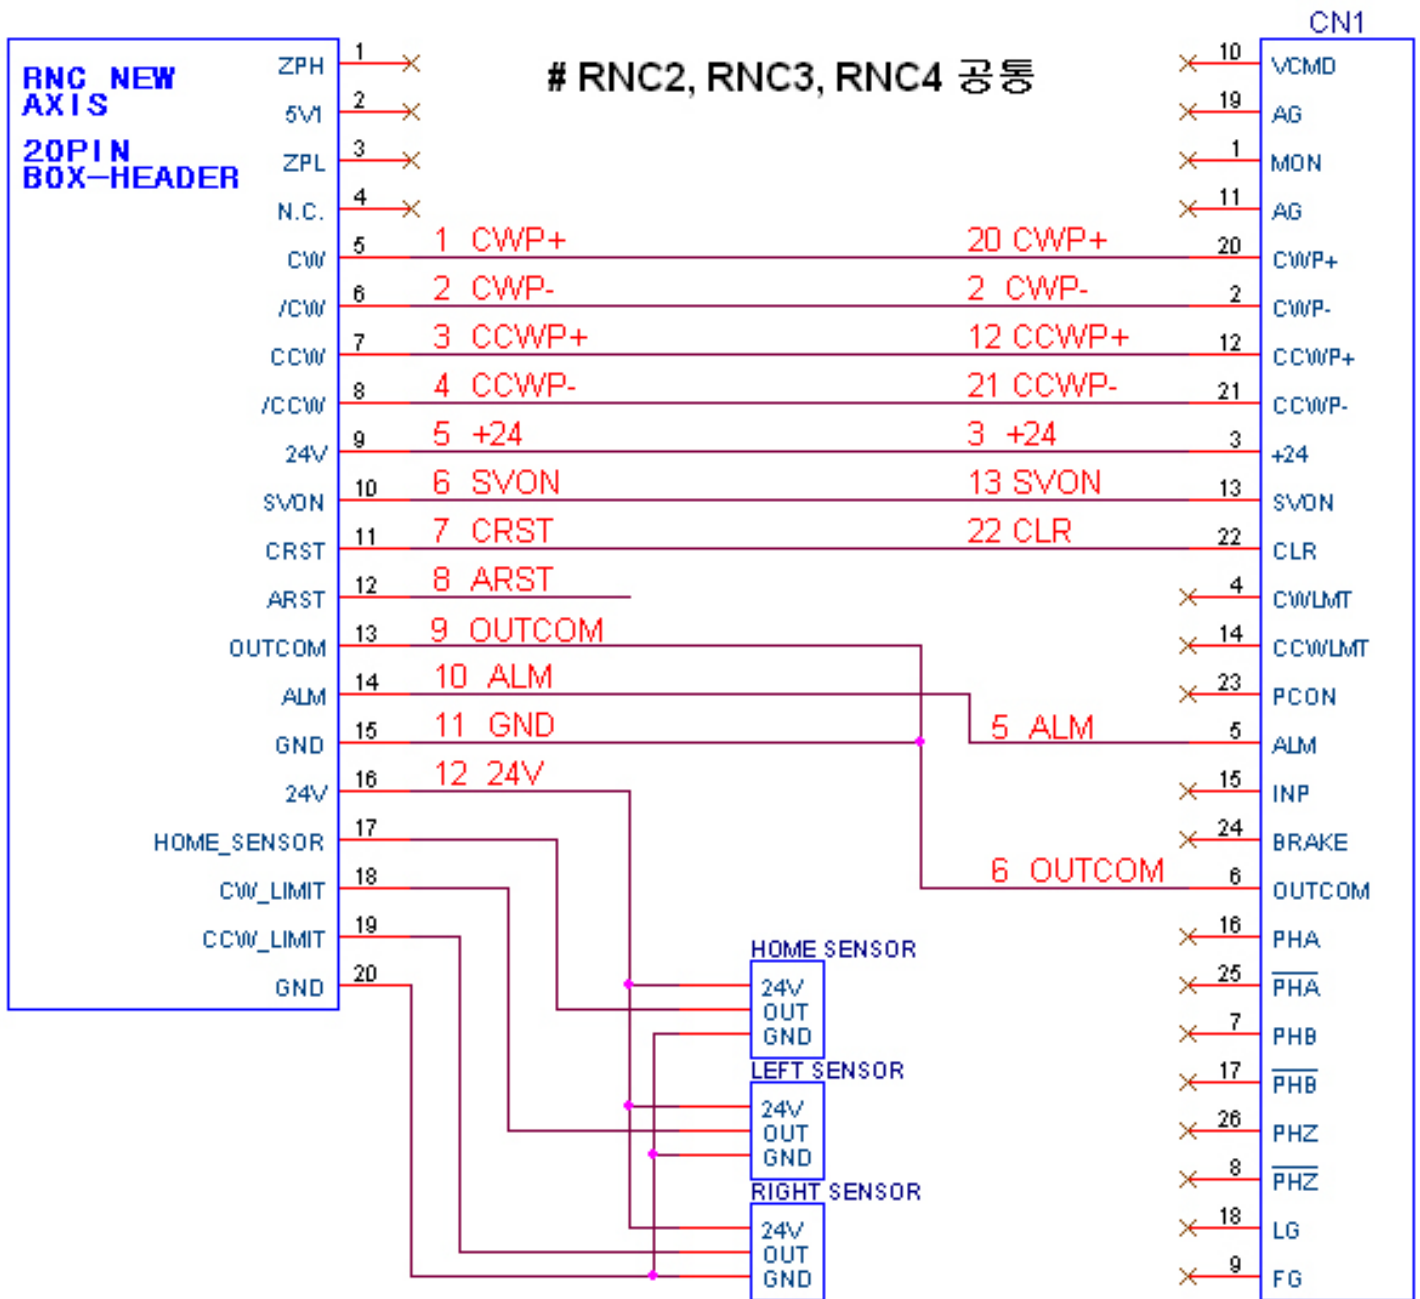 CN1
RNC NEW
AXIS
20PIN
BOX-HEADER
# RNC2, RNC3, RNC4 공통
ZPH 1
5V1 2
ZPL 3
N.C. 4
CW 5 1 CWP+ 20 CWP+
/CW 6 2 CWP- 2 CWP-
CCW 7 3 CCWP+ 12 CCWP+
/CCW 8 4 CCWP- 21 CCWP-
24V 9 5 +24 3 +24
SVON 10 6 SVON 13 SVON
CRST 11 7 CRST 22 CLR
ARST 12 8 ARST
OUTCOM 13 9 OUTCOM
ALM 14 10 ALM
GND 15 11 GND 5 ALM
24V 16 12 24V
HOME_SENSOR 17
CW_LIMIT 18 6 OUTCOM
CCW_LIMIT 19
GND 20
HOME SENSOR
24V
OUT
GND
LEFT SENSOR
24V
OUT
GND
RIGHT SENSOR
24V
OUT
GND
10 VCMD
19 AG
1 MON
11 AG
20 CWP+
2 CWP-
12 CCWP+
21 CCWP-
3 +24
13 SVON
22 CLR
4 CWLMT
14 CCWLMT
23 PCON
5 ALM
15 INP
24 BRAKE
6 OUTCOM
16 PHA
25 P̅H̅A̅
7 PHB
17 P̅H̅B̅
26 PHZ
8 P̅H̅Z̅
18 LG
9 FG